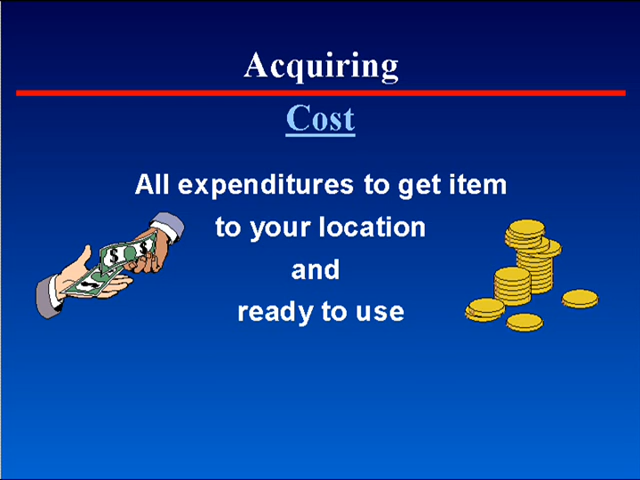 Acquiring
Cost
All expenditures to get item
to your location
and
ready to use